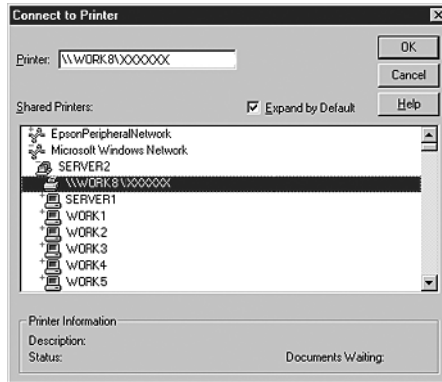 Connect to Printer
Printer: \\WORK8\XXXXXX
OK
Cancel
Help
Shared Printers:
Expand by Default
EpsonPeripheralNetwork
Microsoft Windows Network
SERVER2
\\WORK8\XXXXXX
SERVER1
WORK1
WORK2
WORK3
WORK4
WORK5
Printer Information
Description:
Status:
Documents Waiting: